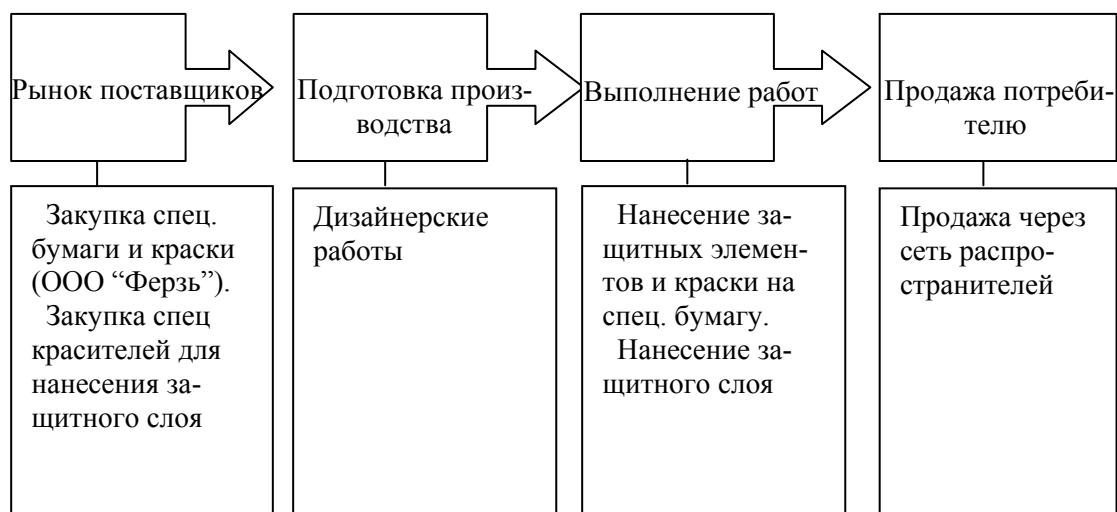 Рынок поставщиков
Подготовка произ-
водства
Выполнение работ
Продажа потреби-
телю
Закупка спец.
бумаги и краски
(ООО “Ферзь”).
Закупка спец
красителей для
нанесения за-
щитного слоя
Дизайнерские
работы
Нанесение за-
щитных элемен-
тов и краски на
спец. бумагу.
Нанесение за-
щитного слоя
Продажа через
сеть распро-
странителей